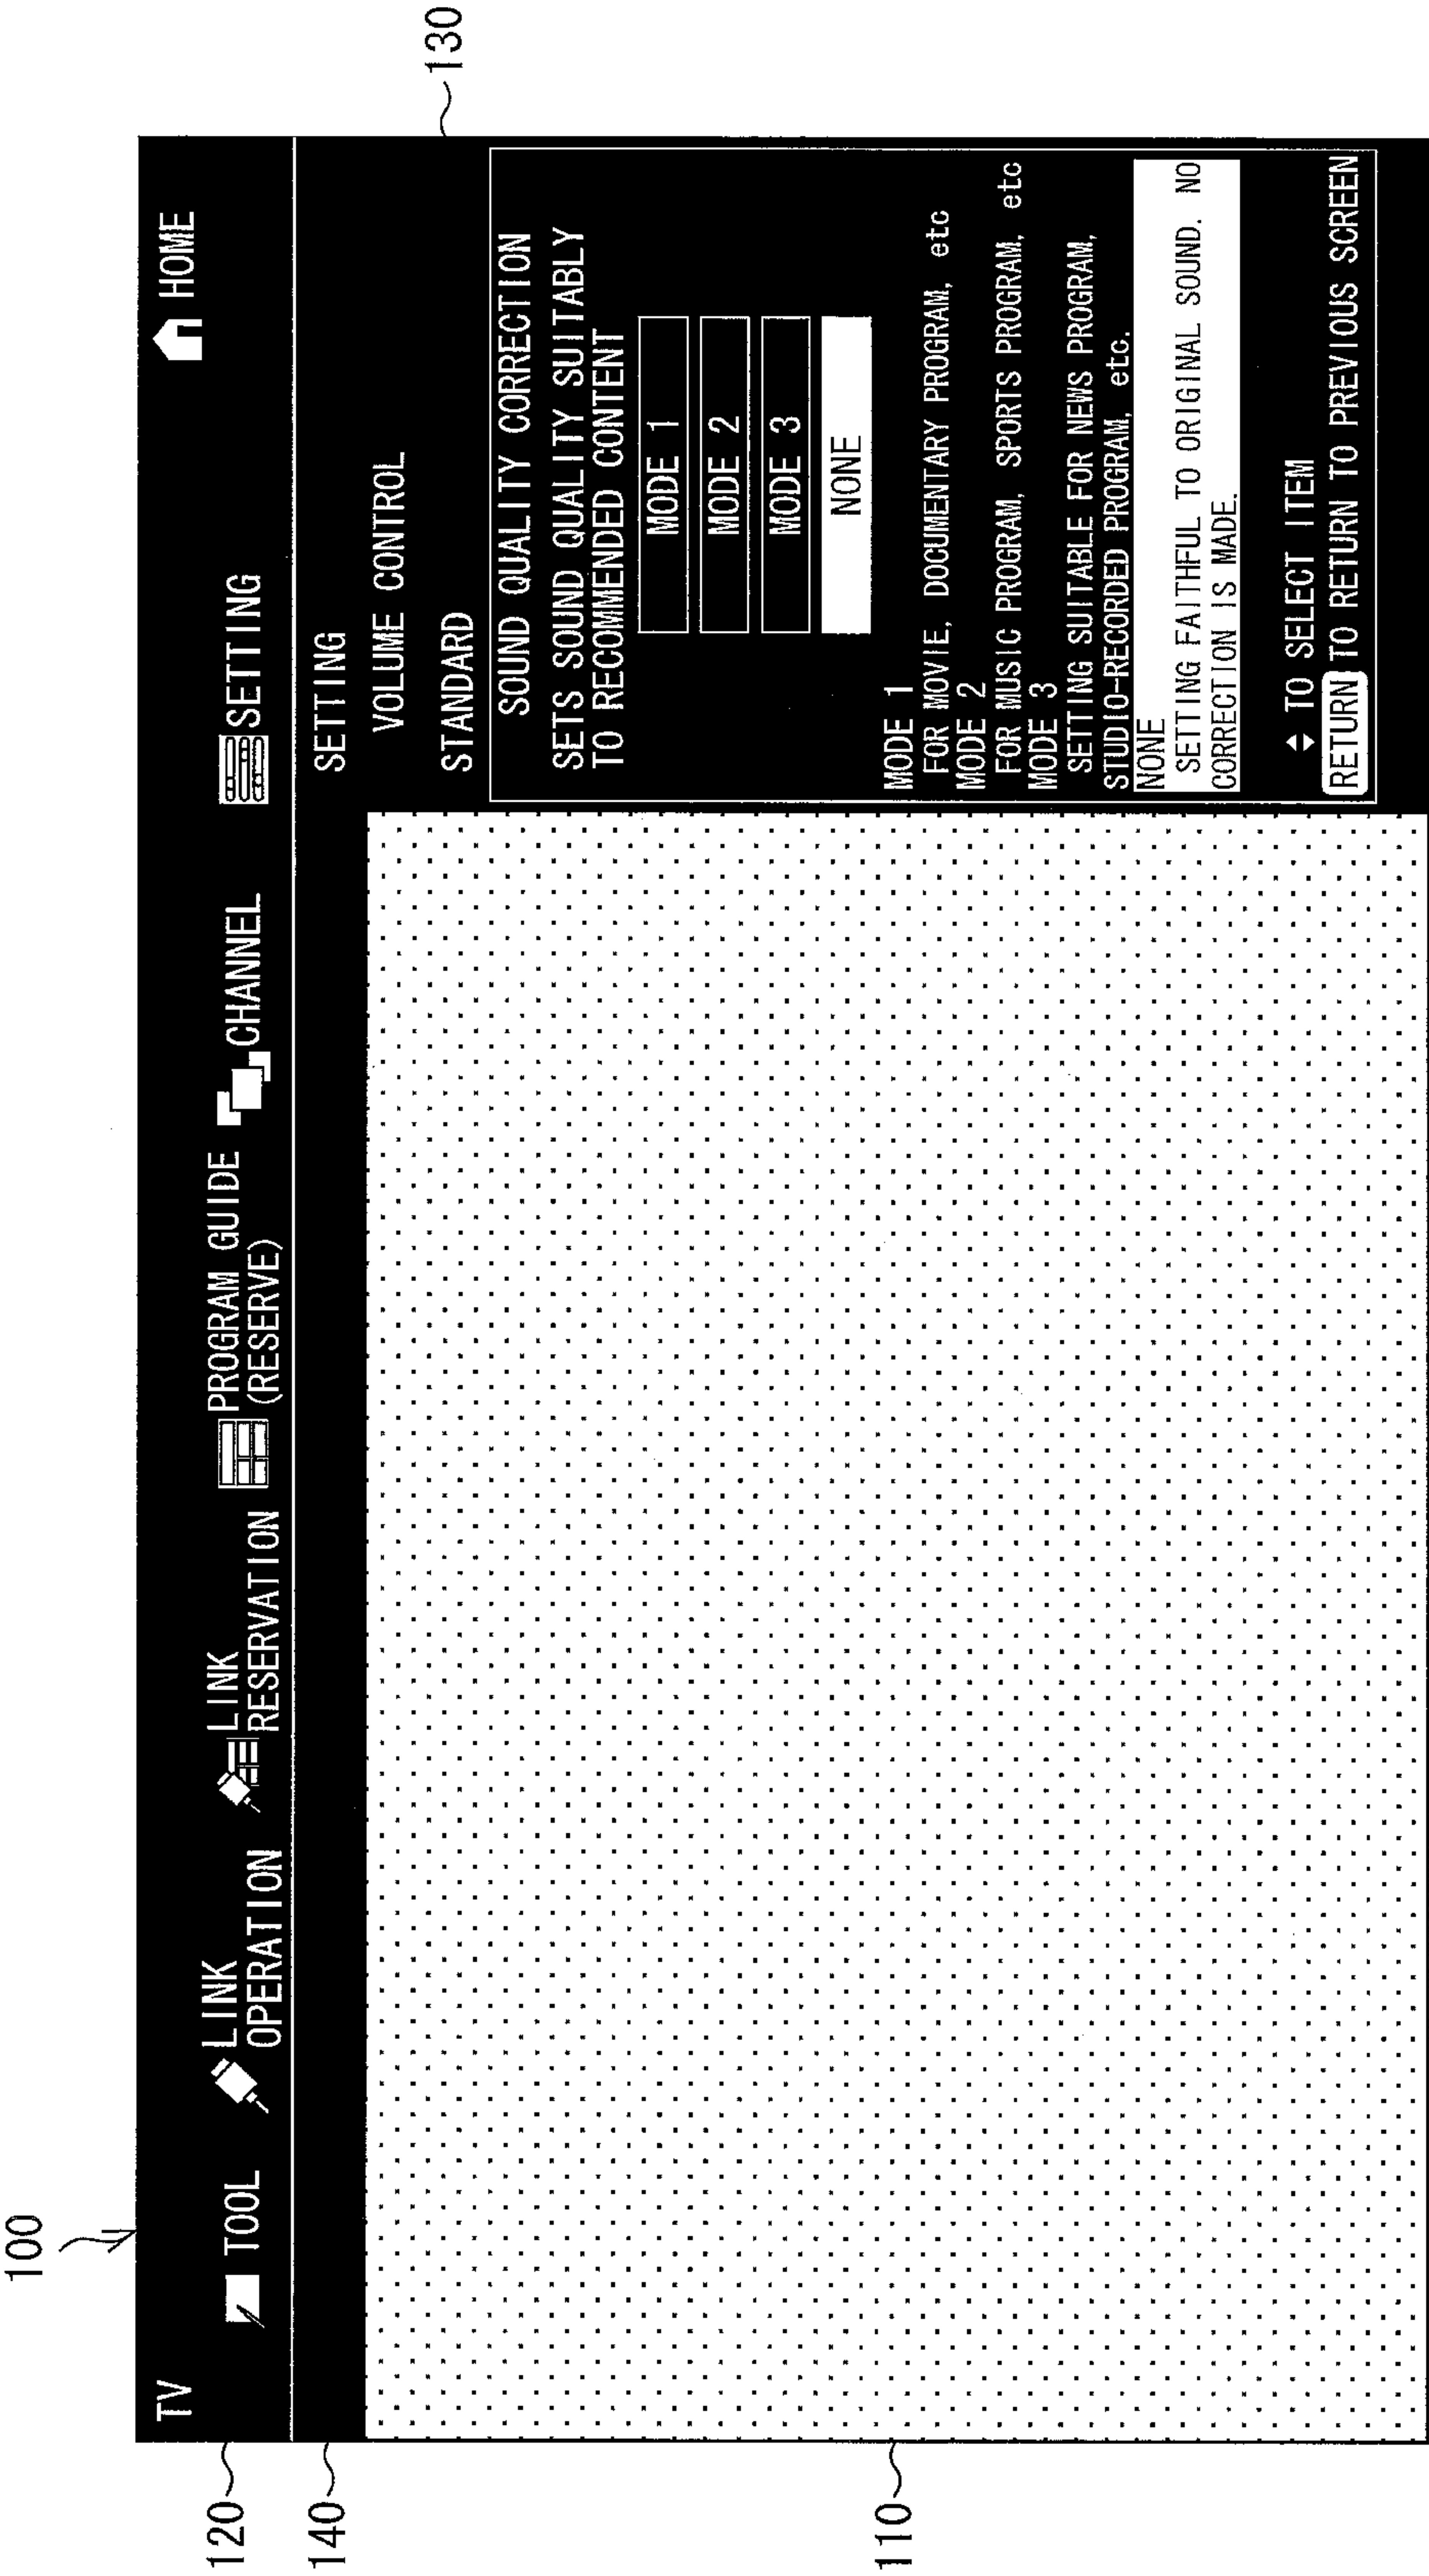 100
TV
HOME
120
TOOL
LINK
OPERATION
LINK
RESERVATION
PROGRAM GUIDE
(RESERVE)
CHANNEL
SETTING
140
SETTING
VOLUME CONTROL
STANDARD
130
SOUND QUALITY CORRECTION
SETS SOUND QUALITY SUITABLY
TO RECOMMENDED CONTENT
MODE 1
MODE 2
MODE 3
NONE
MODE 1
FOR MOVIE, DOCUMENTARY PROGRAM, etc
MODE 2
FOR MUSIC PROGRAM, SPORTS PROGRAM, etc
MODE 3
SETTING SUITABLE FOR NEWS PROGRAM,
STUDIO-RECORDED PROGRAM, etc.
NONE
SETTING FAITHFUL TO ORIGINAL SOUND. NO
CORRECTION IS MADE.
TO SELECT ITEM
RETURN TO RETURN TO PREVIOUS SCREEN
110